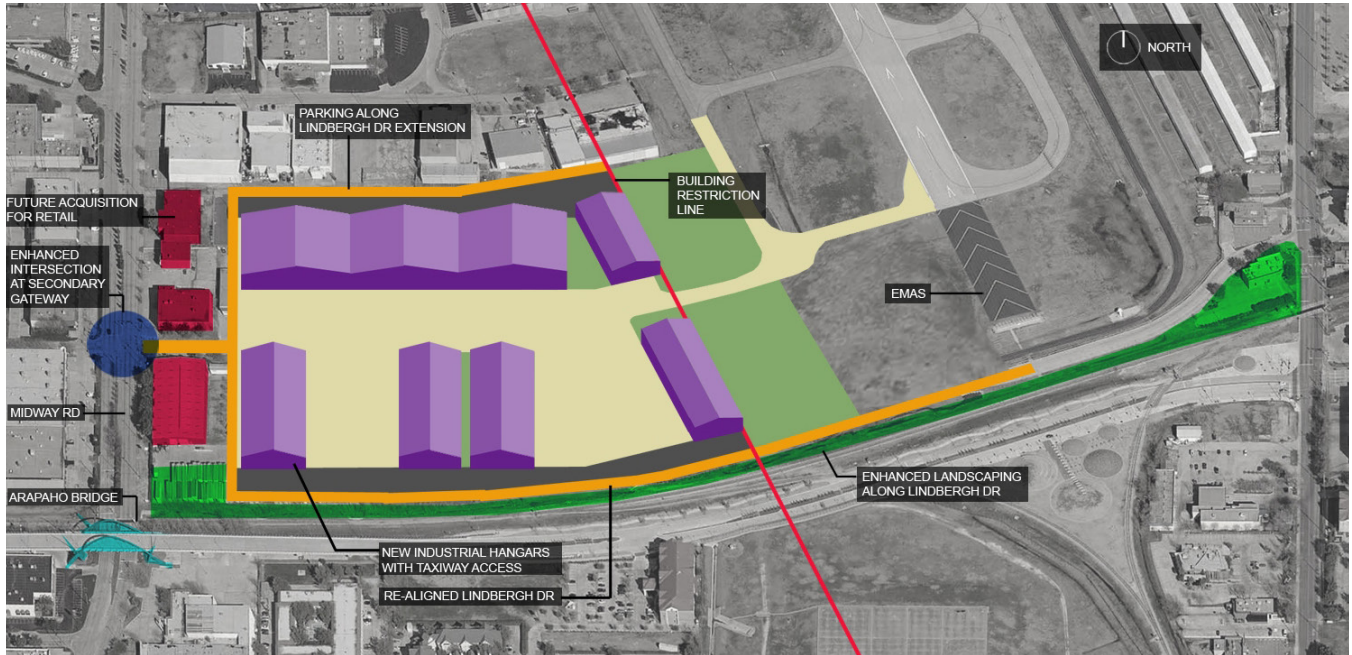 NORTH
PARKING ALONG
LINDBERGH DR EXTENSION
BUILDING
RESTRICTION
LINE
FUTURE ACQUISITION
FOR RETAIL
ENHANCED
INTERSECTION
AT SECONDARY
GATEWAY
EMAS
MIDWAY RD
ENHANCED LANDSCAPING
ALONG LINDBERGH DR
ARAPAHO BRIDGE
NEW INDUSTRIAL HANGARS
WITH TAXIWAY ACCESS
RE-ALIGNED LINDBERGH DR